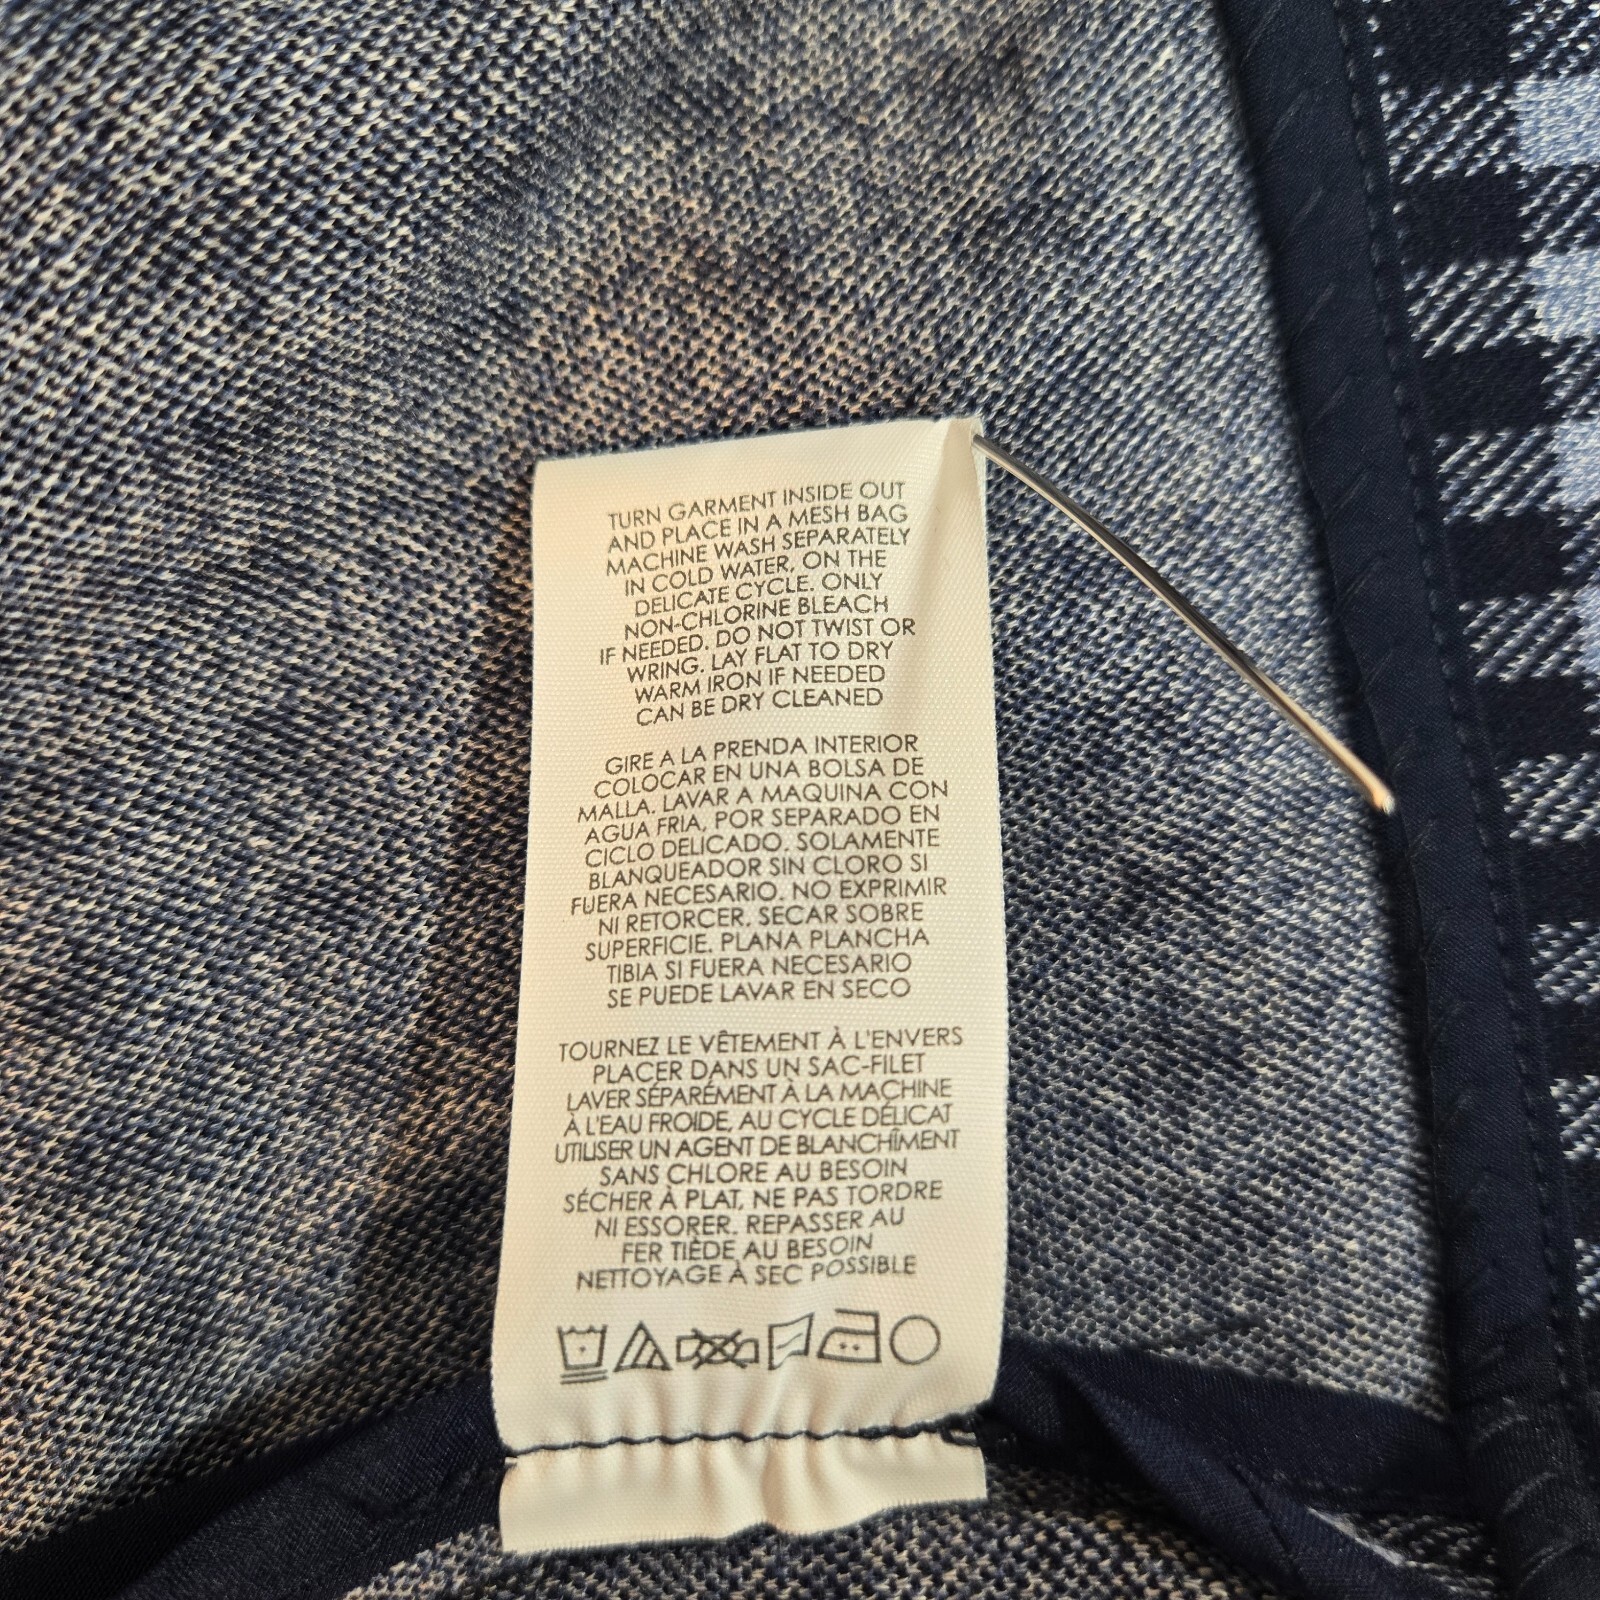 TURN GARMENT INSIDE OUT
AND PLACE IN A MESH BAG
MACHINE WASH SEPARATELY
IN COLD WATER, ON THE
DELICATE CYCLE. ONLY
NON-CHLORINE BLEACH
IF NEEDED. DO NOT TWIST OR
WRING. LAY FLAT TO DRY
WARM IRON IF NEEDED
CAN BE DRY CLEANED
GIRE A LA PRENDA INTERIOR
COLOCAR EN UNA BOLSA DE
MALLA. LAVAR A MAQUINA CON
AGUA FRIA, POR SEPARADO EN
CICLO DELICADO. SOLAMENTE
BLANQUEADOR SIN CLORO SI
FUERA NECESARIO. NO EXPRIMIR
NI RETORCER. SECAR SOBRE
SUPERFICIE. PLANA PLANCHA
TIBIA SI FUERA NECESARIO
SE PUEDE LAVAR EN SECO
TOURNEZ LE VÊTEMENT À L'ENVERS
PLACER DANS UN SAC-FILET
LAVER SÉPARÉMENT À LA MACHINE
À L'EAU FROIDE, AU CYCLE DÉLICAT
UTILISER UN AGENT DE BLANCHÎMENT
SANS CHLORE AU BESOIN
SÉCHER À PLAT, NE PAS TORDRE
NI ESSORER. REPASSER AU
FER TIÈDE AU BESOIN
NETTOYAGE À SEC POSSIBLE